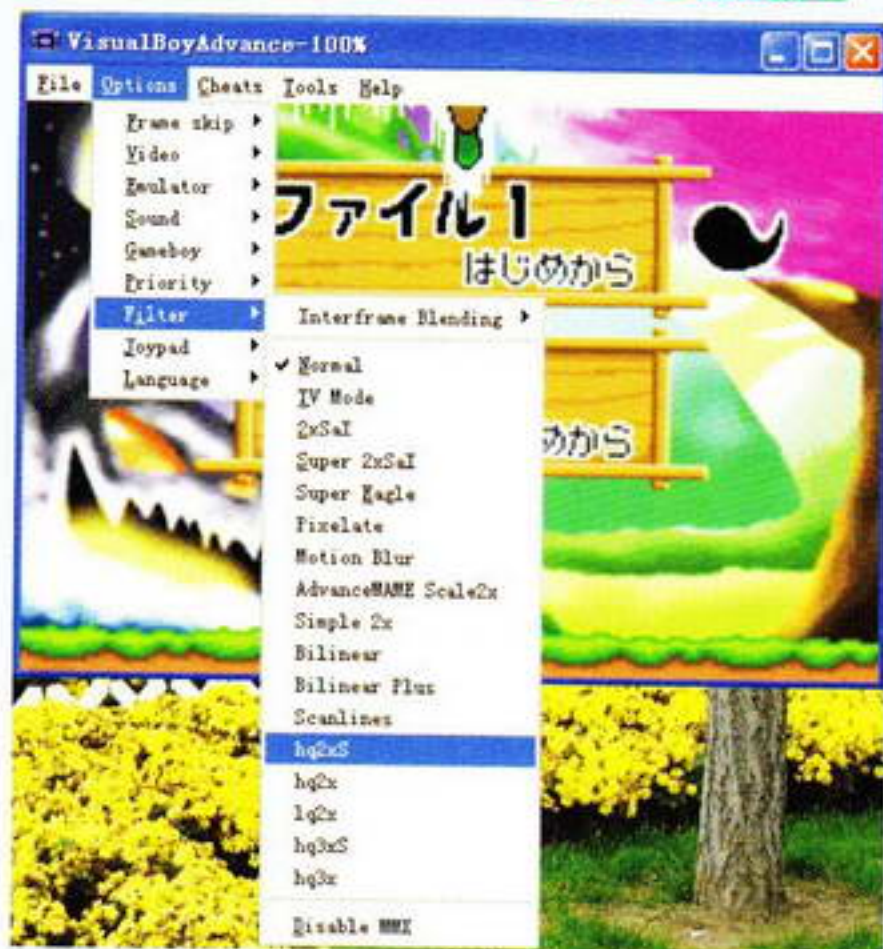 VisualBoyAdvance-100%
File Options Cheats Tools Help
Frame skip
Video
Emulator
Sound
Gameboy
Priority
Filter
Joypad
Language
ファイル1
はじめから
めから
Interframe Blending
Normal
TV Mode
2xSaI
Super 2xSaI
Super Eagle
Pixelate
Motion Blur
AdvanceMAME Scale2x
Simple 2x
Bilinear
Bilinear Plus
Scanlines
hq2xS
hq2x
lq2x
hq3xS
hq3x
Disable MMX